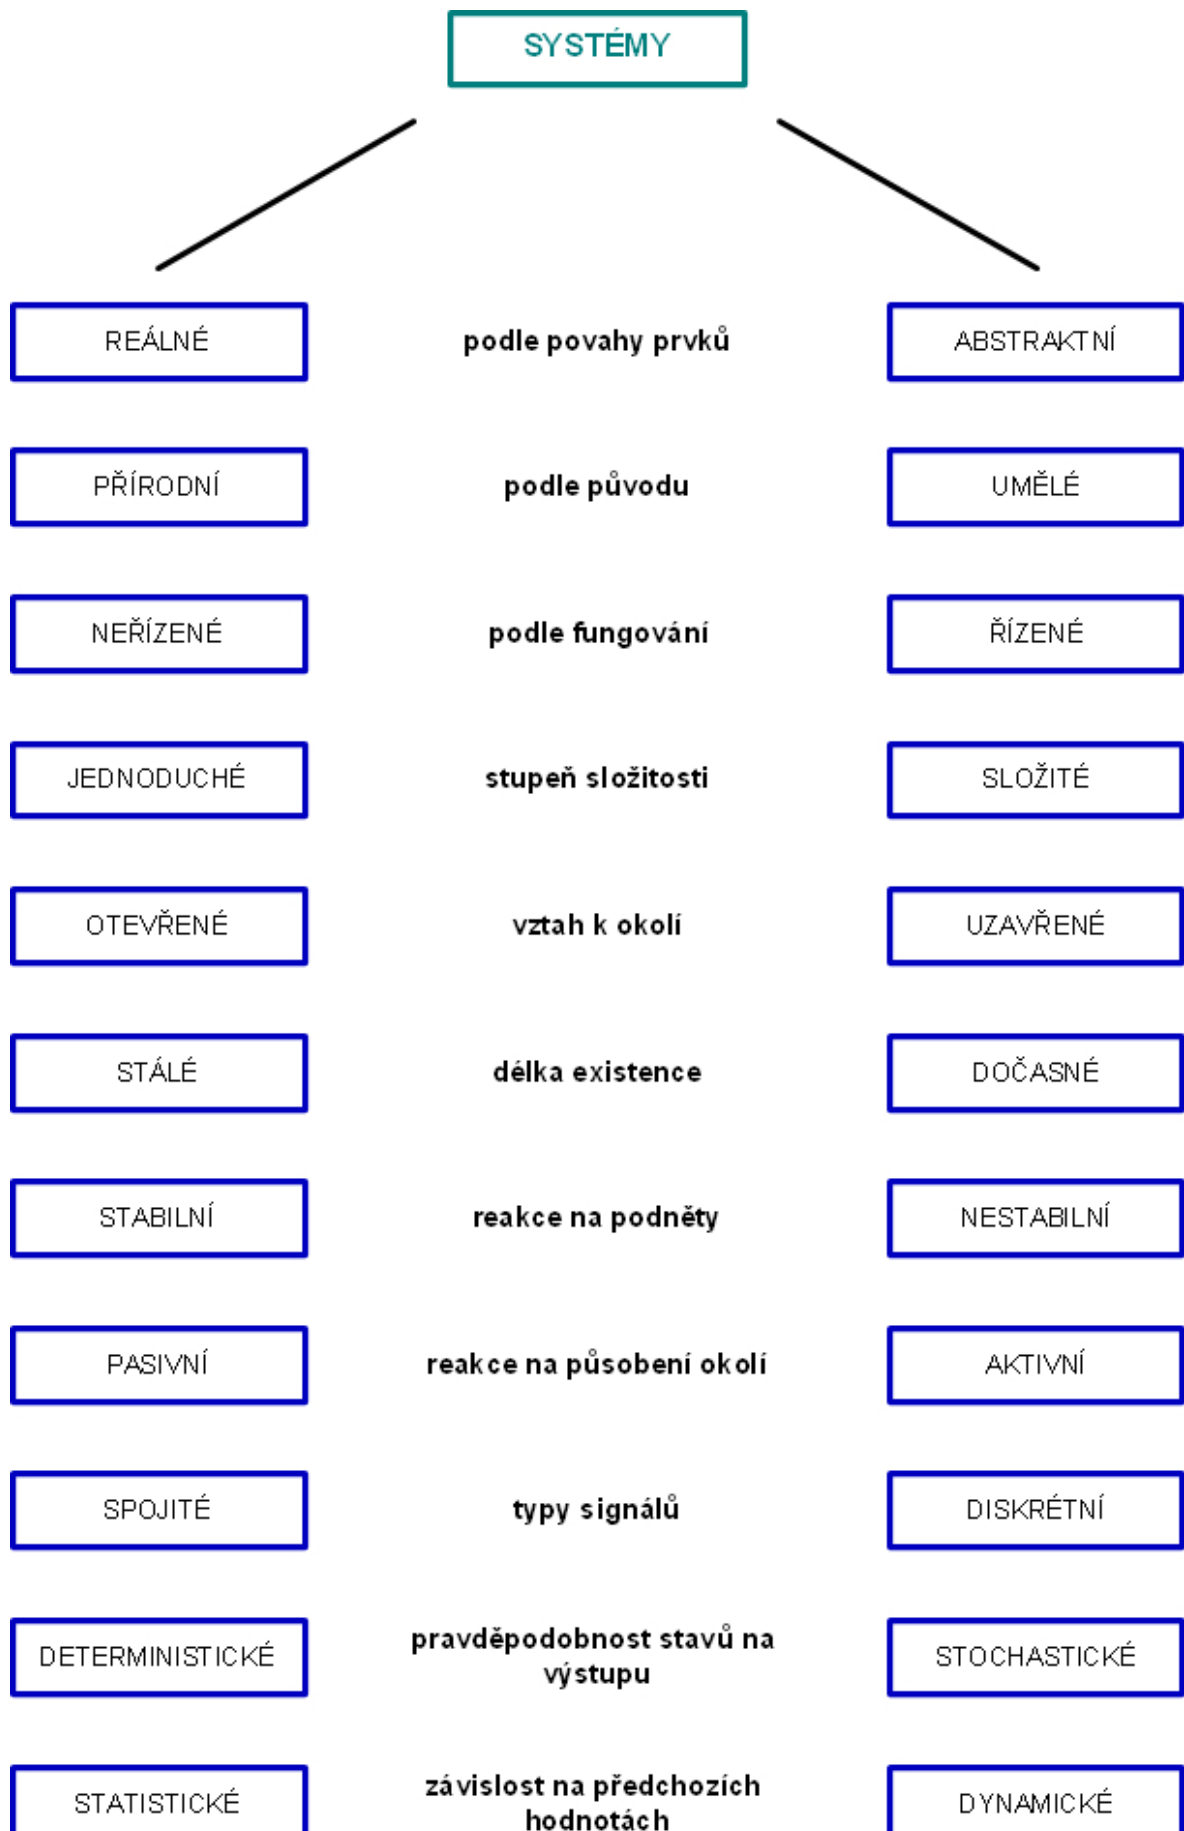 SYSTÉMY
REÁLNÉ podle povahy prvků ABSTRAKTNÍ
PŘÍRODNÍ podle původu UMĚLÉ
NEŘÍZENÉ podle fungování ŘÍZENÉ
JEDNODUCHÉ stupeň složitosti SLOŽITÉ
OTEVŘENÉ vztah k okolí UZAVŘENÉ
STÁLÉ délka existence DOČASNÉ
STABILNÍ reakce na podněty NESTABILNÍ
PASIVNÍ reakce na působení okolí AKTIVNÍ
SPOJITÉ typy signálů DISKRÉTNÍ
DETERMINISTICKÉ pravděpodobnost stavů na
výstupu STOCHASTICKÉ
STATISTICKÉ závislost na předchozích
hodnotách DYNAMICKÉ